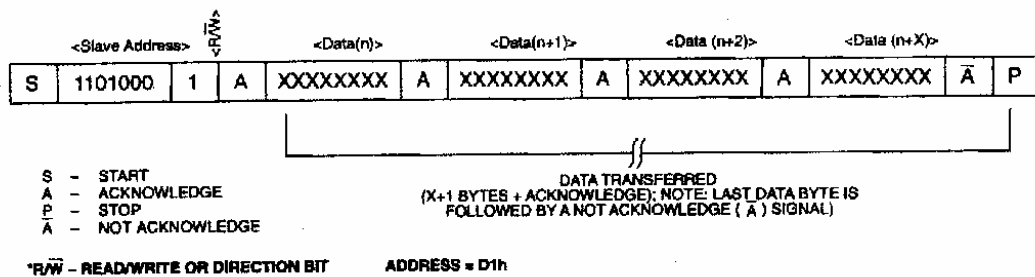 <Slave Address> <R/W̅> <Data(n)> <Data(n+1)> <Data (n+2)> <Data (n+X)>
S 1101000 1 A XXXXXXXX A XXXXXXXX A XXXXXXXX A XXXXXXXX A̅ P
S – START
A – ACKNOWLEDGE
P – STOP
A̅ – NOT ACKNOWLEDGE
DATA TRANSFERRED
(X+1 BYTES + ACKNOWLEDGE); NOTE: LAST DATA BYTE IS
FOLLOWED BY A NOT ACKNOWLEDGE ( A̅ ) SIGNAL)
*R/W̅ – READ/WRITE OR DIRECTION BIT ADDRESS = D1h